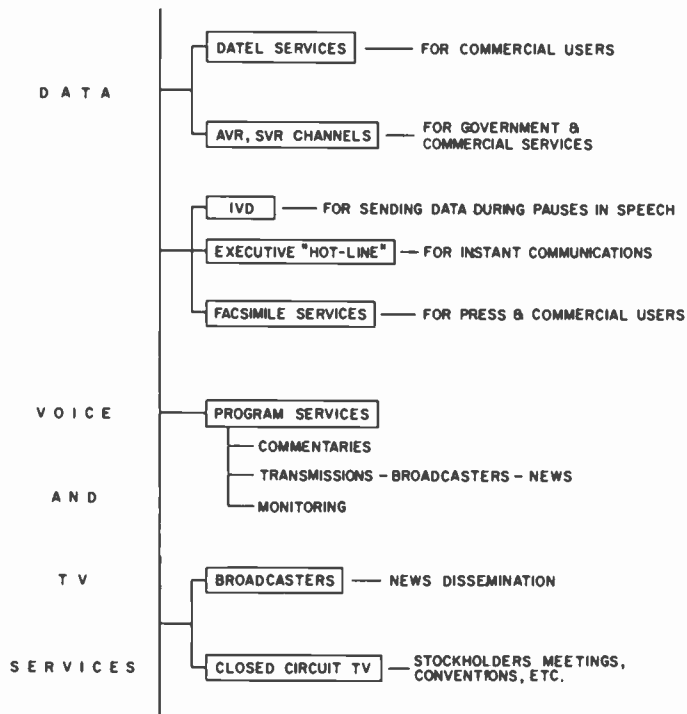 DATEL SERVICES — FOR COMMERCIAL USERS
DATA
AVR, SVR CHANNELS — FOR GOVERNMENT &
COMMERCIAL SERVICES
IVD — FOR SENDING DATA DURING PAUSES IN SPEECH
EXECUTIVE "HOT-LINE" — FOR INSTANT COMMUNICATIONS
FACSIMILE SERVICES — FOR PRESS & COMMERCIAL USERS
VOICE PROGRAM SERVICES
COMMENTARIES
TRANSMISSIONS - BROADCASTERS - NEWS
AND
MONITORING
TV BROADCASTERS — NEWS DISSEMINATION
SERVICES CLOSED CIRCUIT TV — STOCKHOLDERS MEETINGS,
CONVENTIONS, ETC.